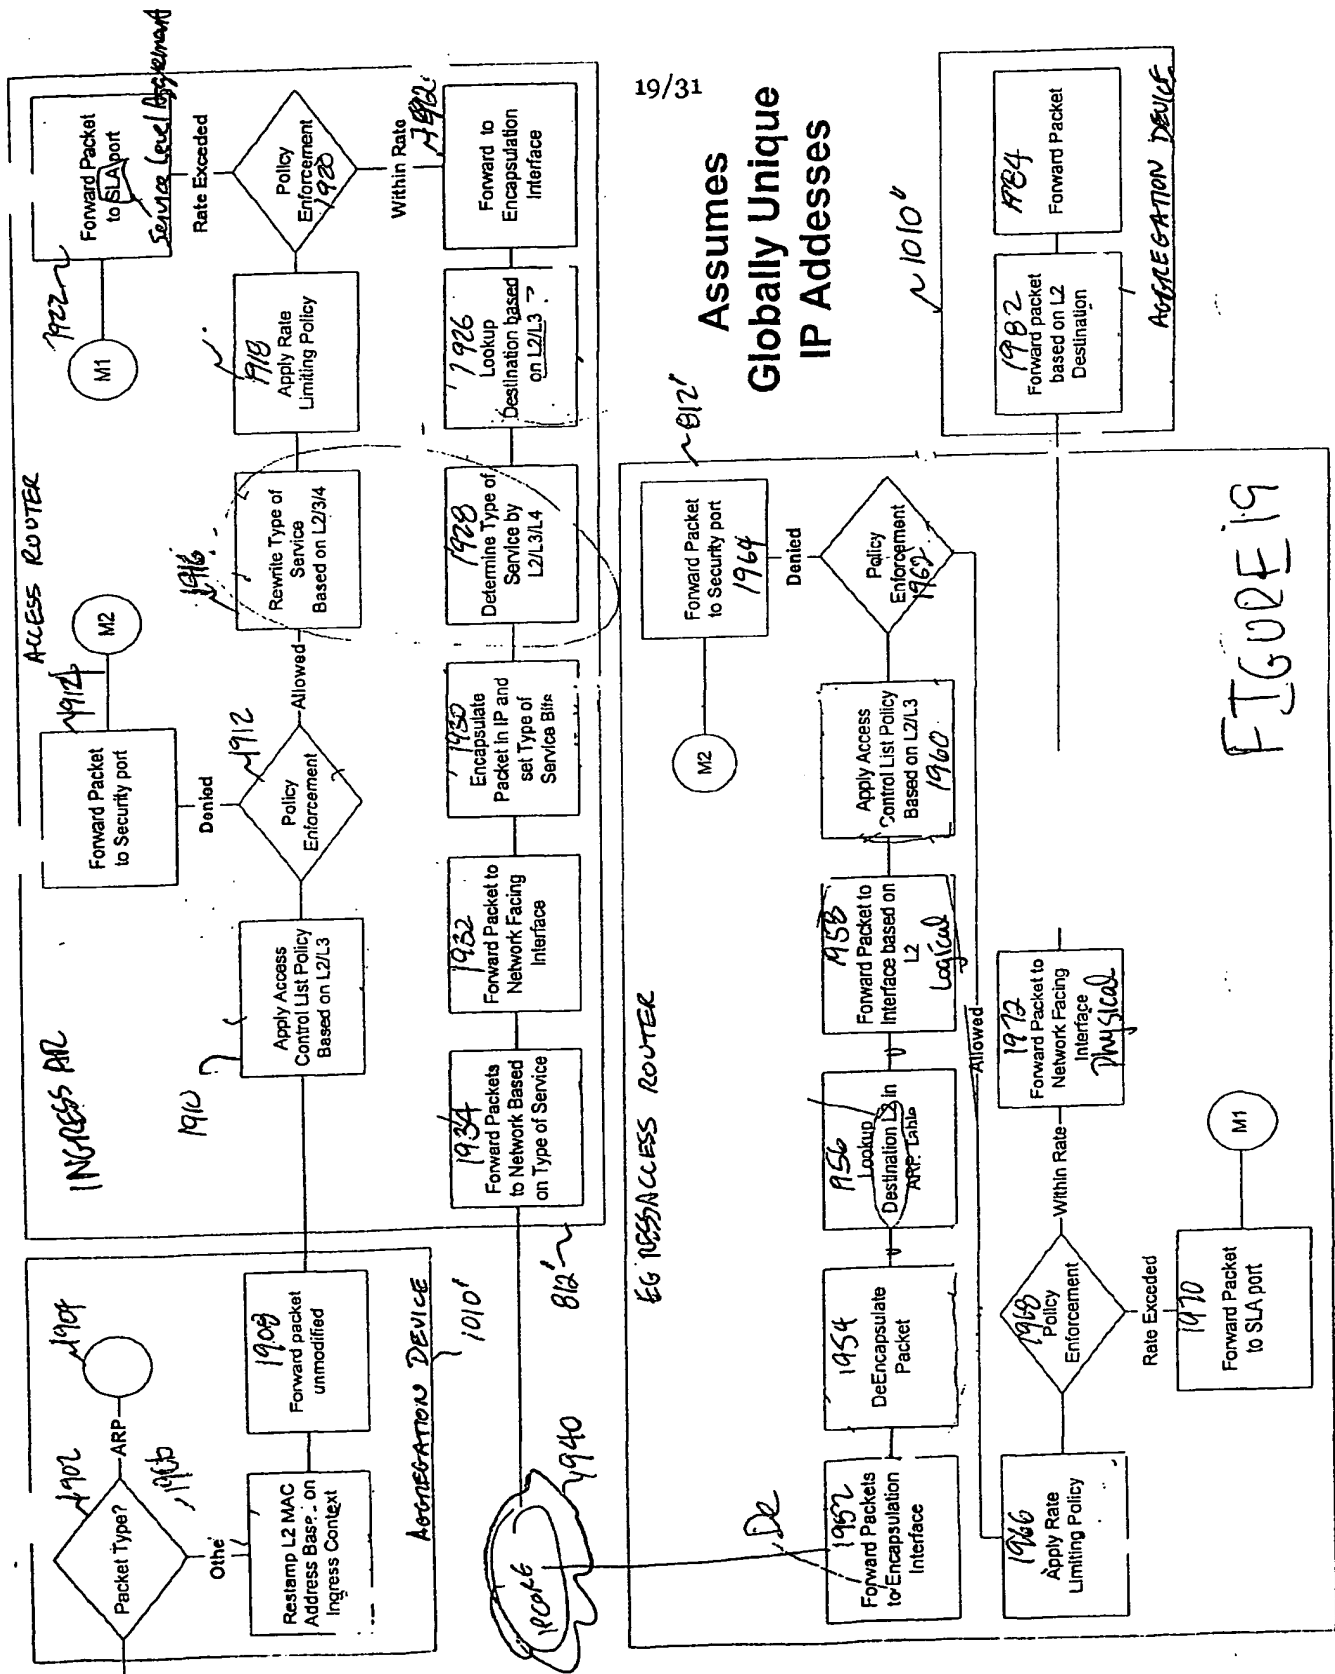 19/31
Assumes
Globally Unique
IP Addesses
FIGURE 19
1902
Packet Type?
ARP
1904
Othe
1906
Restamp L2 MAC
Address Base on
Ingress Context
1908
Forward packet
unmodified
AGGREGATION DEVICE
1010'
INGRESS AR
ACCESS ROUTER
1910
Apply Access
Control List Policy
Based on L2/L3
1912
Policy
Enforcement
Denied
Forward Packet
to Security port
M2
Allowed
1916
Rewrite Type of
Service
Based on L2/3/4
918
Apply Rate
Limiting Policy
Policy
Enforcement
1920
Rate Exceeded
Forward Packet
to SLA port
Service Level Agreement
1922
M1
Within Rate
Forward to
Encapsulation
Interface
1926
Lookup
Destination based
on L2/L3
1928
Determine Type of
Service by
L2/L3/L4
1930
Encapsulate
Packet in IP and
set Type of
Service Bits
1932
Forward Packet to
Network Facing
Interface
1934
Forward Packets
to Network Based
on Type of Service
812'
IP CORE
1940
EGRESS ACCESS ROUTER
812'
De
1952
Forward Packets
to Encapsulation
Interface
1954
DeEncapsulate
Packet
1956
Lookup
Destination L2 in
ARP Table
1958
Forward Packet to
Interface based on
L2
Logical
Apply Access
Control List Policy
Based on L2/L3
1960
Policy
Enforcement
1962
Denied
Forward Packet
to Security port
1964
M2
Allowed
1966
Apply Rate
Limiting Policy
1968
Policy
Enforcement
Rate Exceeded
1970
Forward Packet
to SLA port
M1
Within Rate
1972
Forward Packet to
Network Facing
Interface
Physical
1010'
1982
Forward packet
based on L2
Destination
1984
Forward Packet
AGGREGATION DEVICE